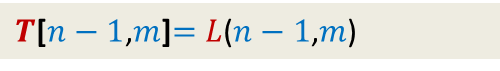 T[n − 1,m]= L(n − 1,m)